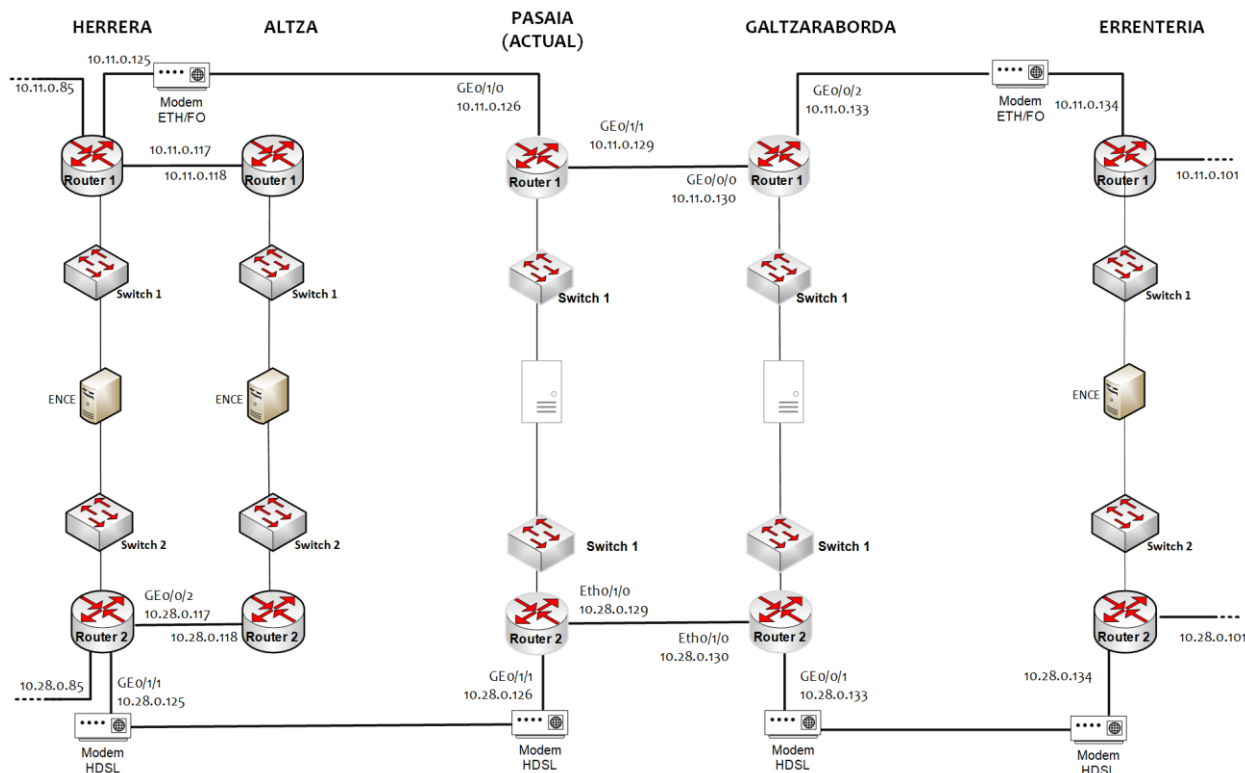 HERRERA
ALTZA
PASAIA
(ACTUAL)
GALTZARABORDA
ERRENTERIA
10.11.0.125
10.11.0.85
Modem
ETH/FO
GE0/1/0
10.11.0.126
GE0/0/2
10.11.0.133
Modem
ETH/FO
10.11.0.134
GE0/1/1
10.11.0.129
10.11.0.117
10.11.0.118
GE0/0/0
10.11.0.130
10.11.0.101
Router 1
Router 1
Router 1
Router 1
Router 1
Switch 1
Switch 1
Switch 1
Switch 1
Switch 1
ENCE
ENCE
ENCE
Switch 2
Switch 2
Switch 1
Switch 1
Switch 2
GE0/0/2
10.28.0.117
10.28.0.118
Eth0/1/0
10.28.0.129
Eth0/1/0
10.28.0.130
Router 2
Router 2
Router 2
Router 2
Router 2
10.28.0.101
10.28.0.85
GE0/1/1
10.28.0.125
GE0/1/1
10.28.0.126
GE0/0/1
10.28.0.133
10.28.0.134
Modem
HDSL
Modem
HDSL
Modem
HDSL
Modem
HDSL